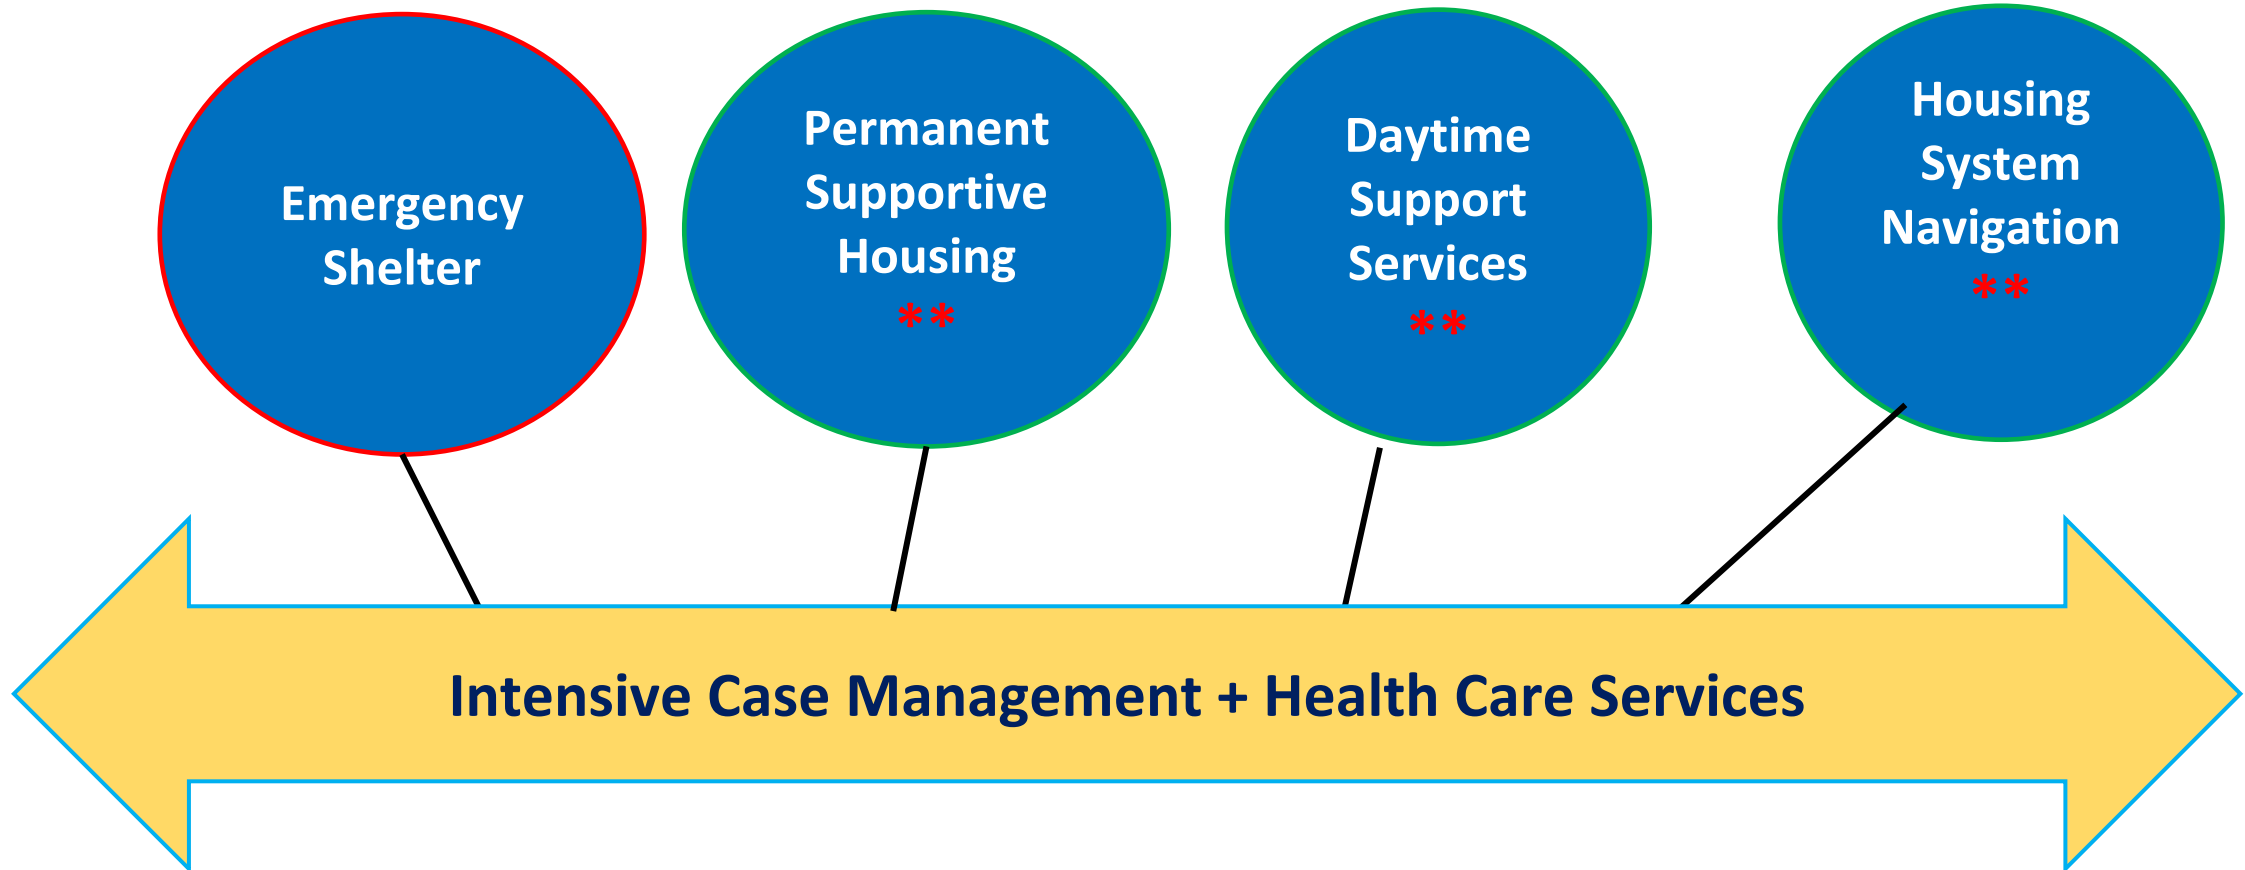 Emergency
Shelter
Permanent
Supportive
Housing
**
Daytime
Support
Services
**
Housing
System
Navigation
**
Intensive Case Management + Health Care Services